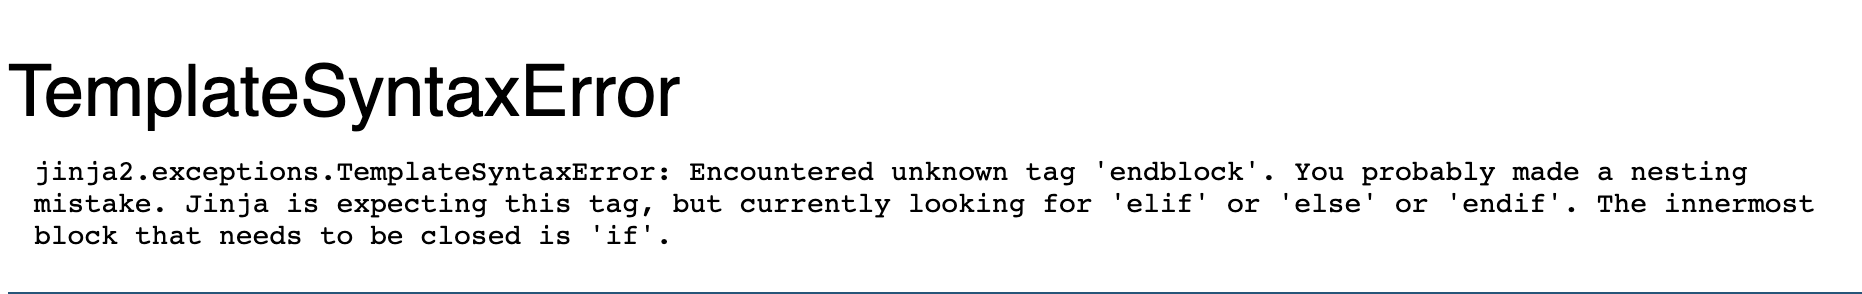 TemplateSyntaxError
jinja2.exceptions.TemplateSyntaxError: Encountered unknown tag 'endblock'. You probably made a nesting
mistake. Jinja is expecting this tag, but currently looking for 'elif' or 'else' or 'endif'. The innermost
block that needs to be closed is 'if'.